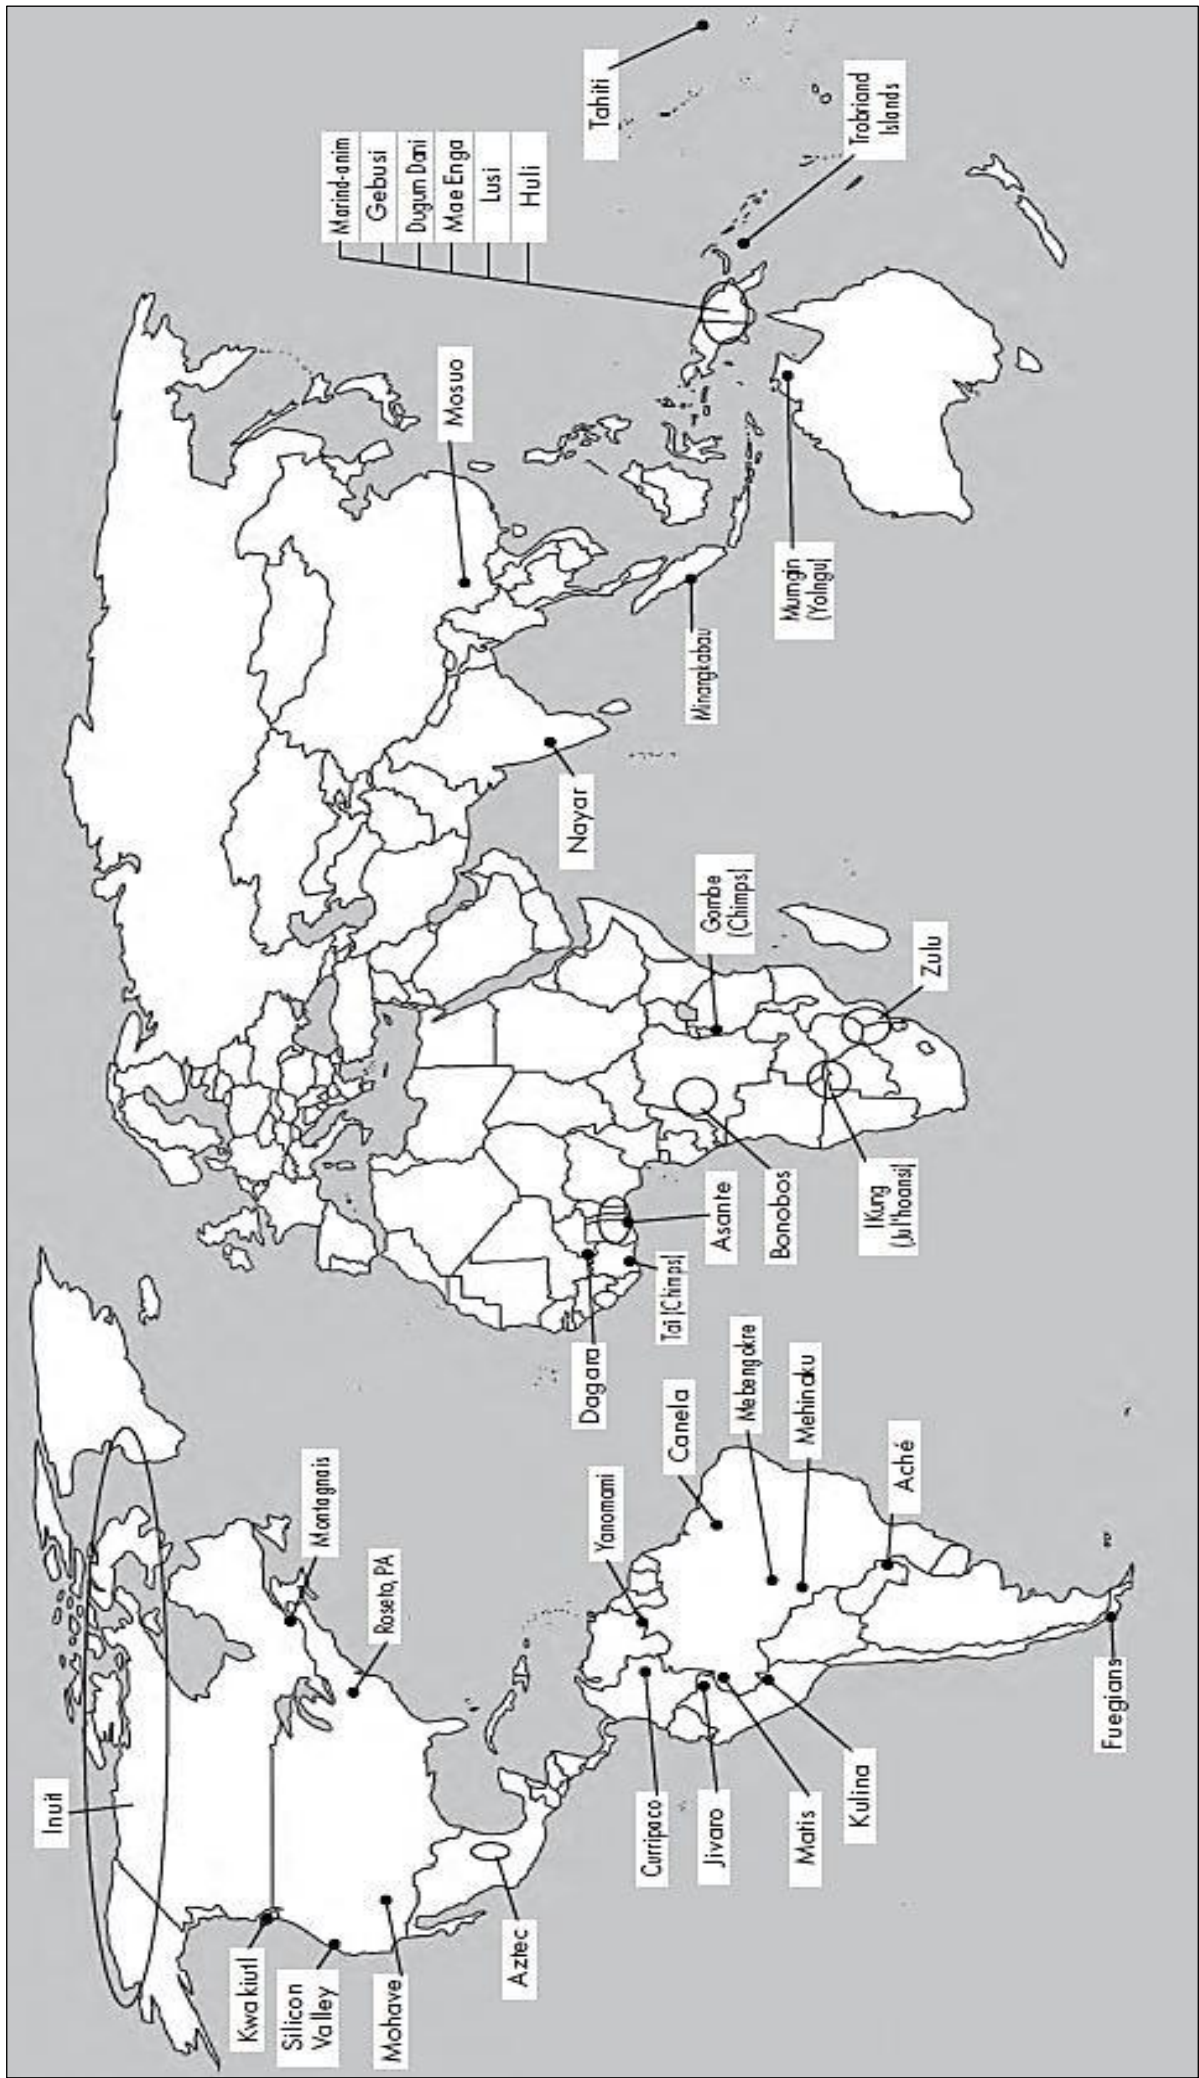 Inuit
Kwakiutl
Silicon
Valley
Mohave
Aztec
Montagnais
Roseto, PA
Curripaco
Jivaro
Matis
Kulina
Yanomami
Canela
Mebengokre
Mehinaku
Aché
Fuegians
Dagara
Tai (Chimps)
Asante
Bonobos
!Kung
(Ju/'hoansi)
Gombe
(Chimps)
Zulu
Nayar
Mosuo
Minangkabau
Murngin
(Yolngu)
Marind-anim
Gebusi
Dugum Dani
Mae Enga
Lusi
Huli
Tahiti
Trobriand
Islands